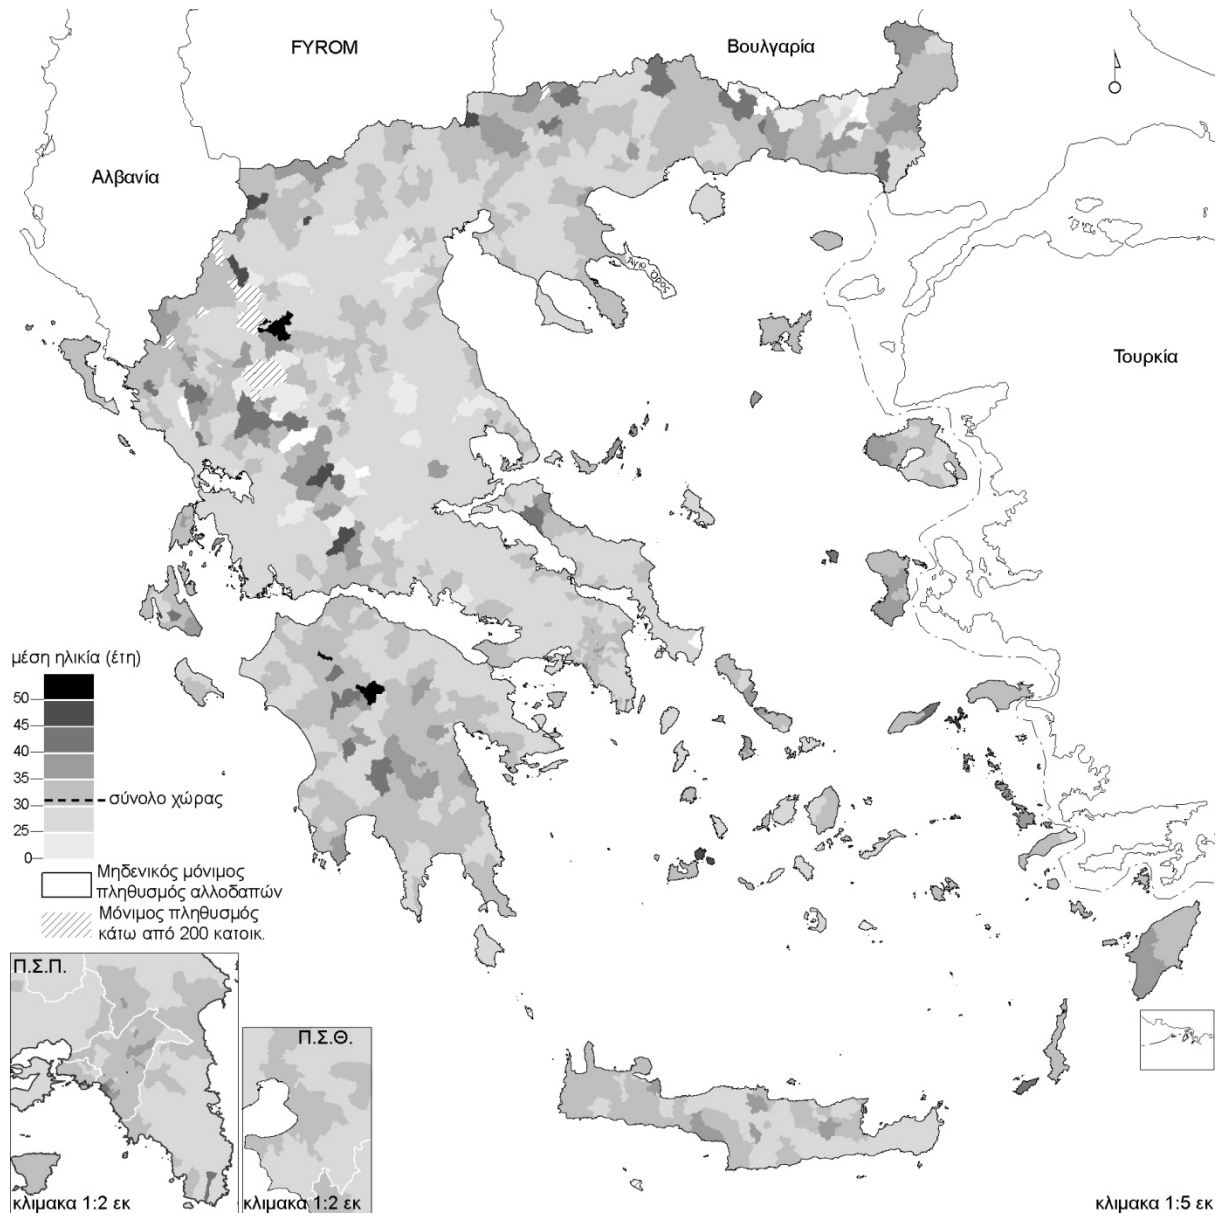 FYROM
Βουλγαρία
Αλβανία
Άγιο Όρος
Τουρκία
μέση ηλικία (έτη)
50
45
40
35
30
25
0
σύνολο χώρας
Μηδενικός μόνιμος
πληθυσμός αλλοδαπών
Μόνιμος πληθυσμός
κάτω από 200 κατοικ.
Π.Σ.Π.
κλιμακα 1:2 εκ
Π.Σ.Θ.
κλιμακα 1:2 εκ
κλιμακα 1:5 εκ